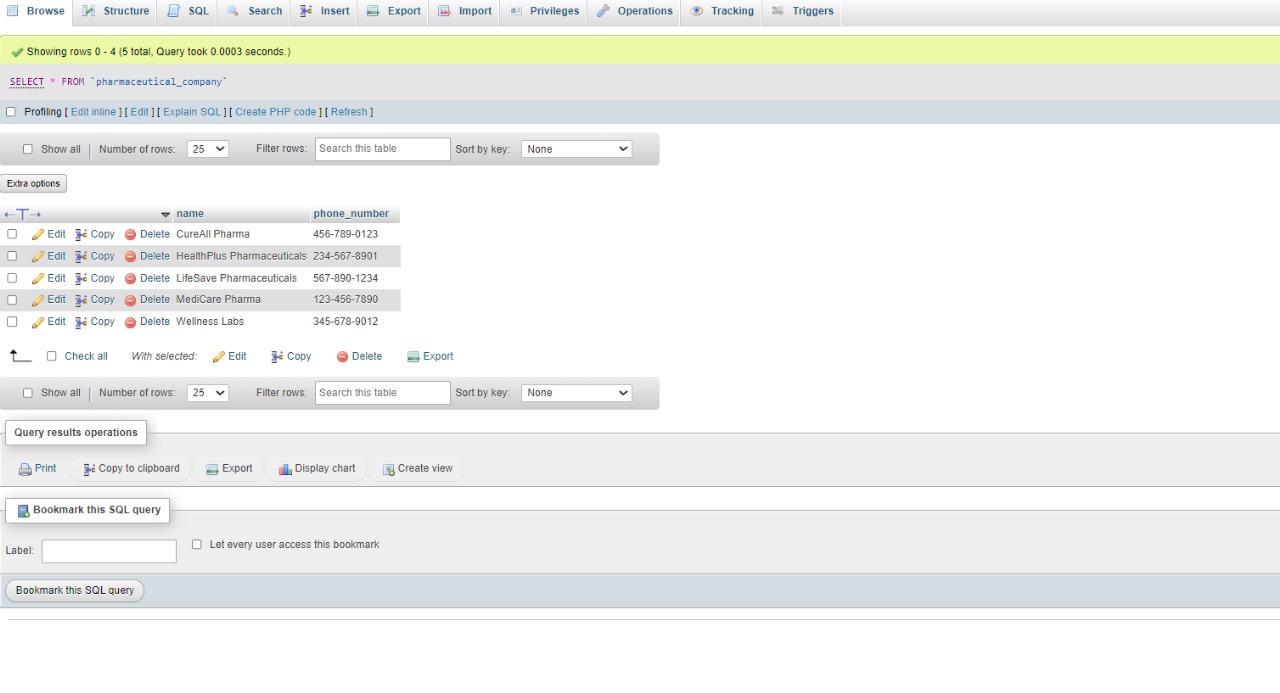 Browse Structure SQL Search Insert Export Import Privileges Operations Tracking Triggers
Showing rows 0 - 4 (5 total, Query took 0.0003 seconds.)
SELECT * FROM `pharmaceutical_company`
Profiling [ Edit inline ] [ Edit ] [ Explain SQL ] [ Create PHP code ] [ Refresh ]
Show all | Number of rows: 25 Filter rows: Search this table Sort by key: None
Extra options
←T→ name phone_number
Edit Copy Delete CureAll Pharma 456-789-0123
Edit Copy Delete HealthPlus Pharmaceuticals 234-567-8901
Edit Copy Delete LifeSave Pharmaceuticals 567-890-1234
Edit Copy Delete MediCare Pharma 123-456-7890
Edit Copy Delete Wellness Labs 345-678-9012
Check all With selected: Edit Copy Delete Export
Show all | Number of rows: 25 Filter rows: Search this table Sort by key: None
Query results operations
Print Copy to clipboard Export Display chart Create view
Bookmark this SQL query
Label: Let every user access this bookmark
Bookmark this SQL query